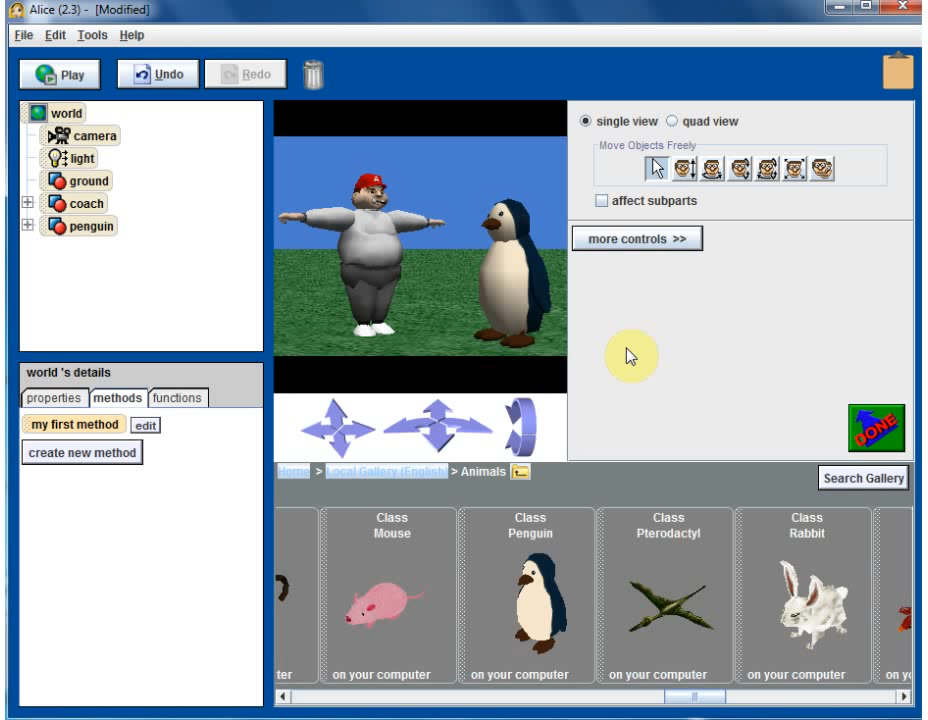 Alice (2.3) - [Modified]
File Edit Tools Help
Play Undo Redo
world
camera
light
ground
coach
penguin
A
single view quad view
Move Objects Freely
affect subparts
more controls >>
DONE
world 's details
properties methods functions
my first method edit
create new method
Home > Local Gallery (English) > Animals
Search Gallery
Class
Mouse
on your computer
Class
Penguin
on your computer
Class
Pterodactyl
on your computer
Class
Rabbit
on your computer
ter
on yo